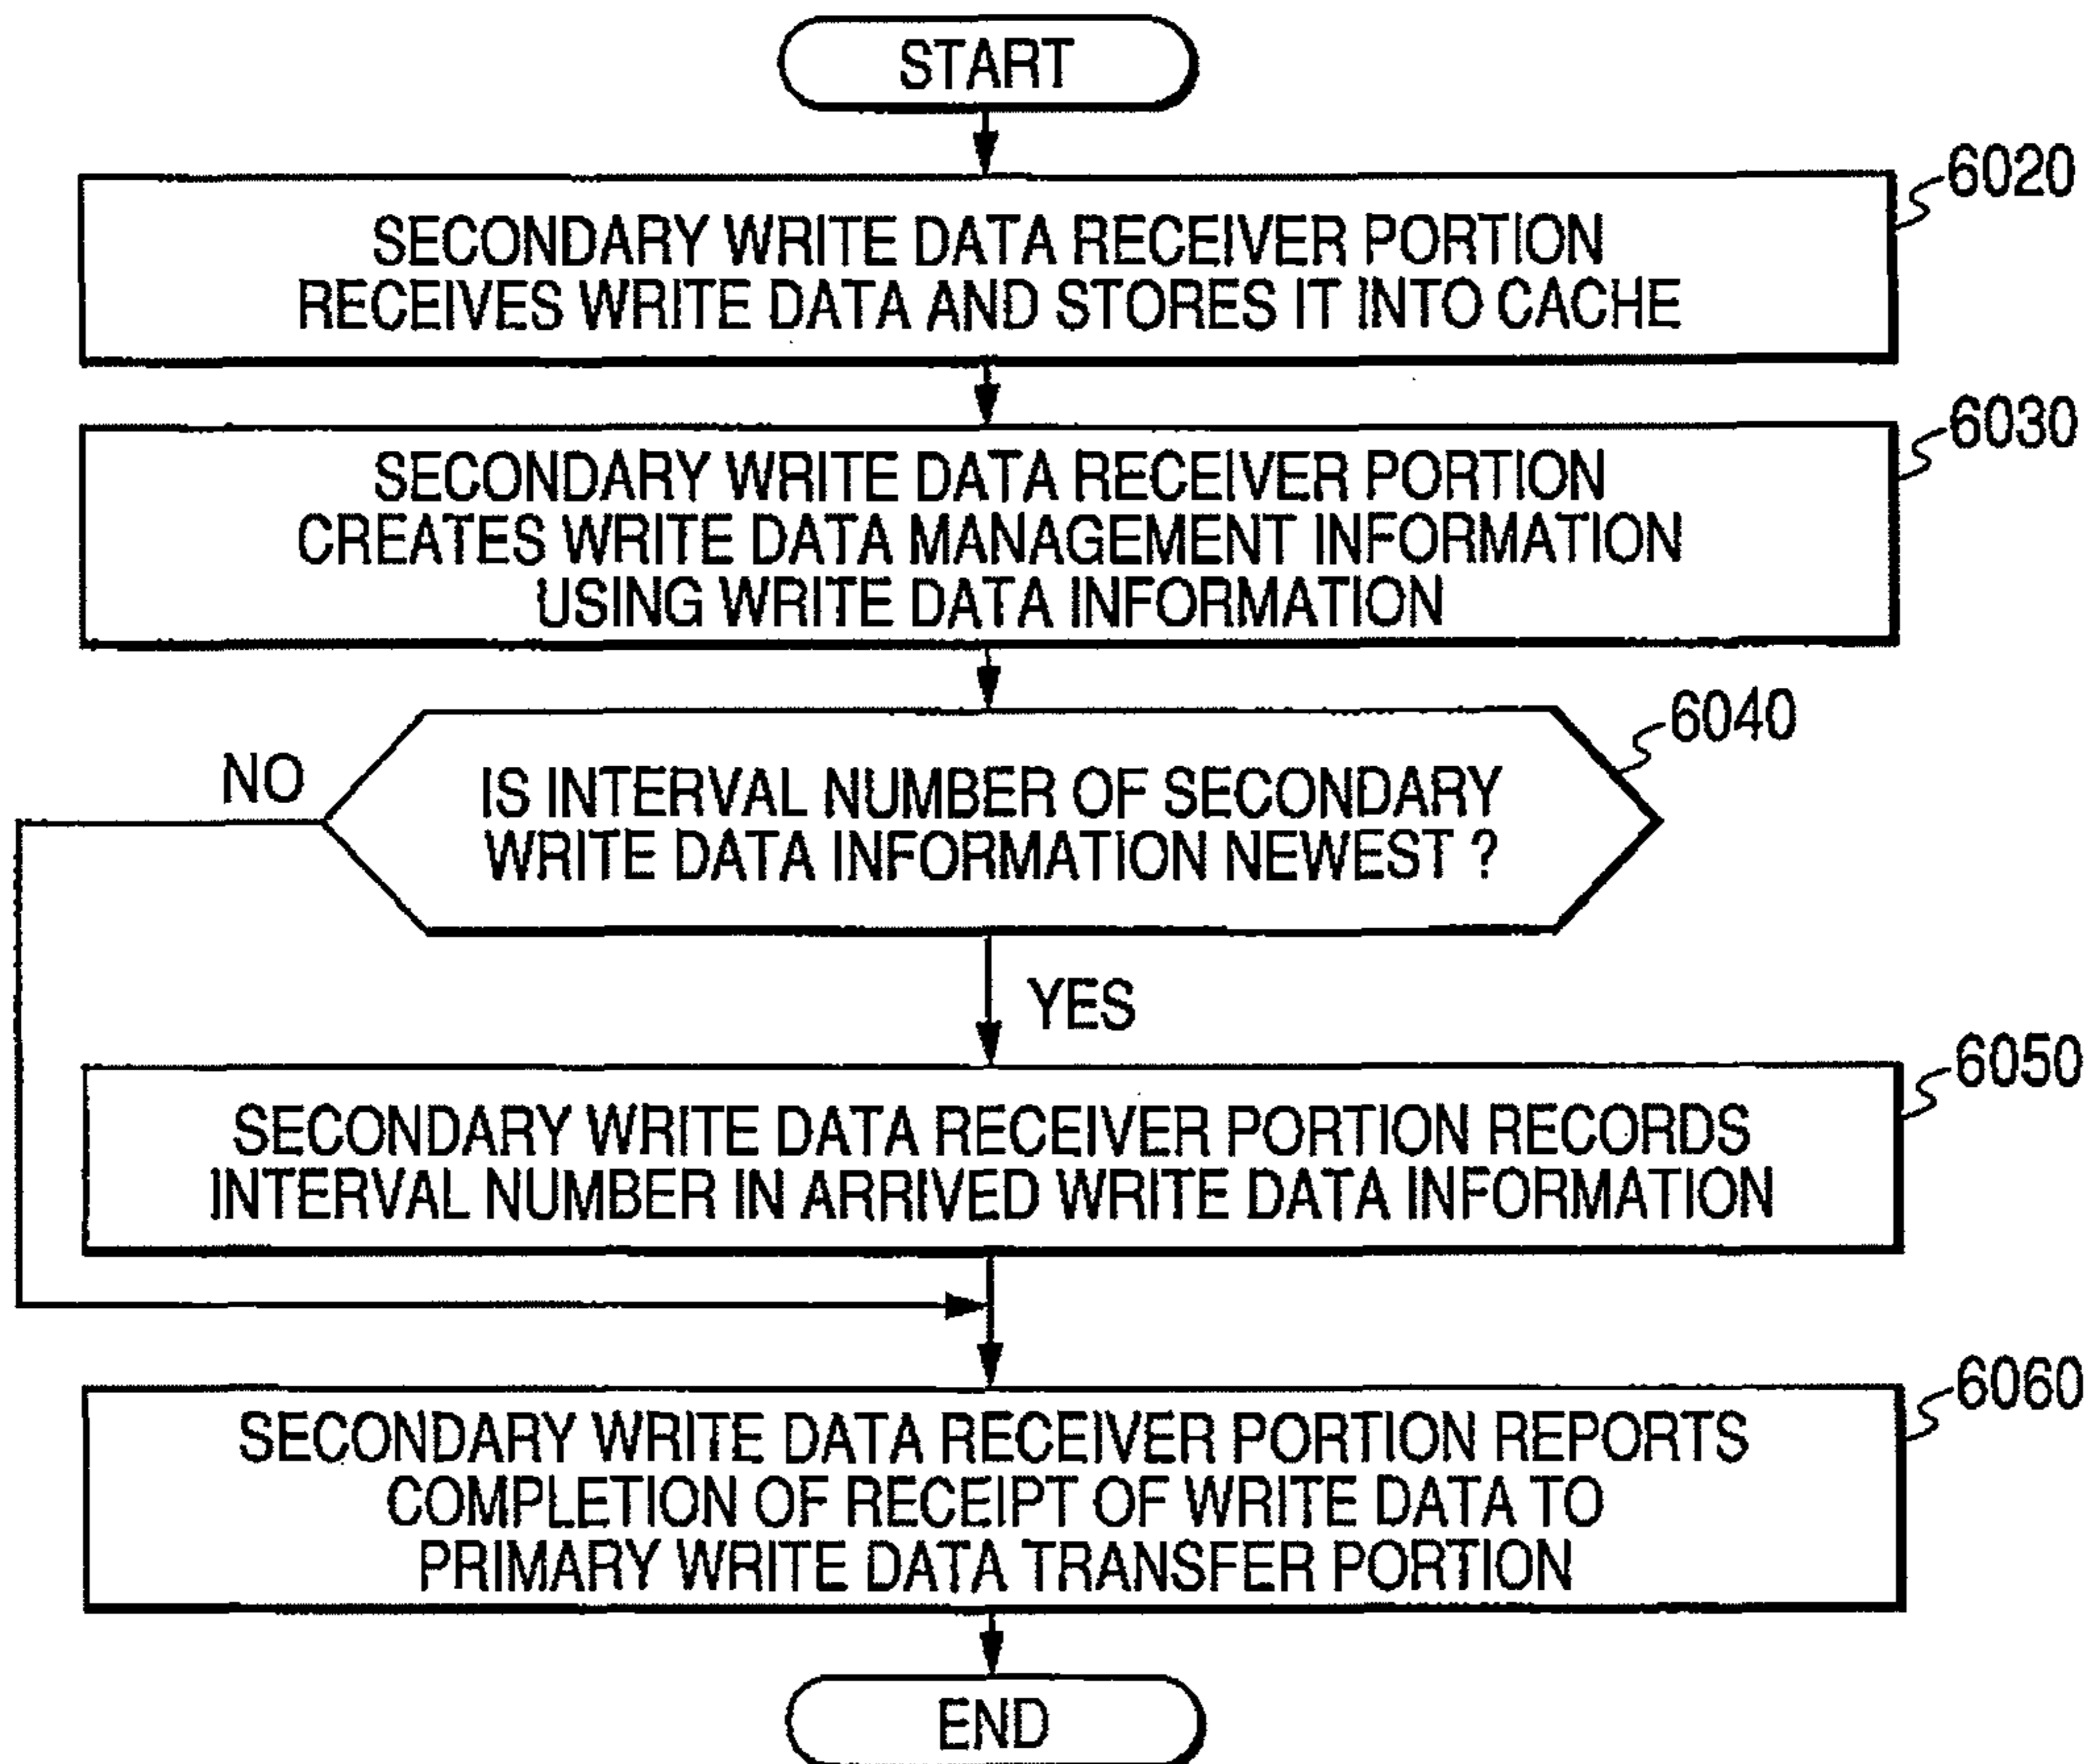 START
6020
SECONDARY WRITE DATA RECEIVER PORTION
RECEIVES WRITE DATA AND STORES IT INTO CACHE
6030
SECONDARY WRITE DATA RECEIVER PORTION
CREATES WRITE DATA MANAGEMENT INFORMATION
USING WRITE DATA INFORMATION
6040
NO
IS INTERVAL NUMBER OF SECONDARY
WRITE DATA INFORMATION NEWEST ?
YES
6050
SECONDARY WRITE DATA RECEIVER PORTION RECORDS
INTERVAL NUMBER IN ARRIVED WRITE DATA INFORMATION
6060
SECONDARY WRITE DATA RECEIVER PORTION REPORTS
COMPLETION OF RECEIPT OF WRITE DATA TO
PRIMARY WRITE DATA TRANSFER PORTION
END